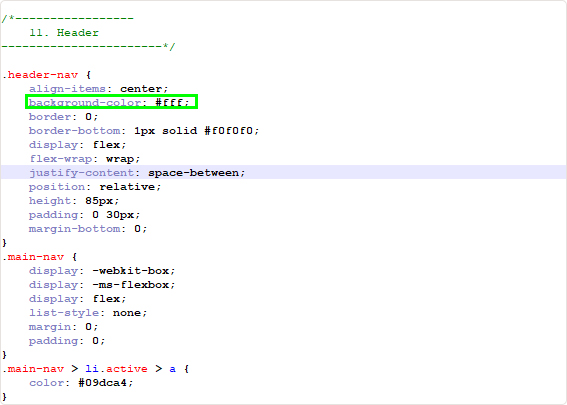 /*-----------------
    11. Header
-----------------------*/
.header-nav {
    align-items: center;
    background-color: #fff;
    border: 0;
    border-bottom: 1px solid #f0f0f0;
    display: flex;
    flex-wrap: wrap;
    justify-content: space-between;
    position: relative;
    height: 85px;
    padding: 0 30px;
    margin-bottom: 0;
}
.main-nav {
    display: -webkit-box;
    display: -ms-flexbox;
    display: flex;
    list-style: none;
    margin: 0;
    padding: 0;
}
.main-nav > li.active > a {
    color: #09dca4;
}